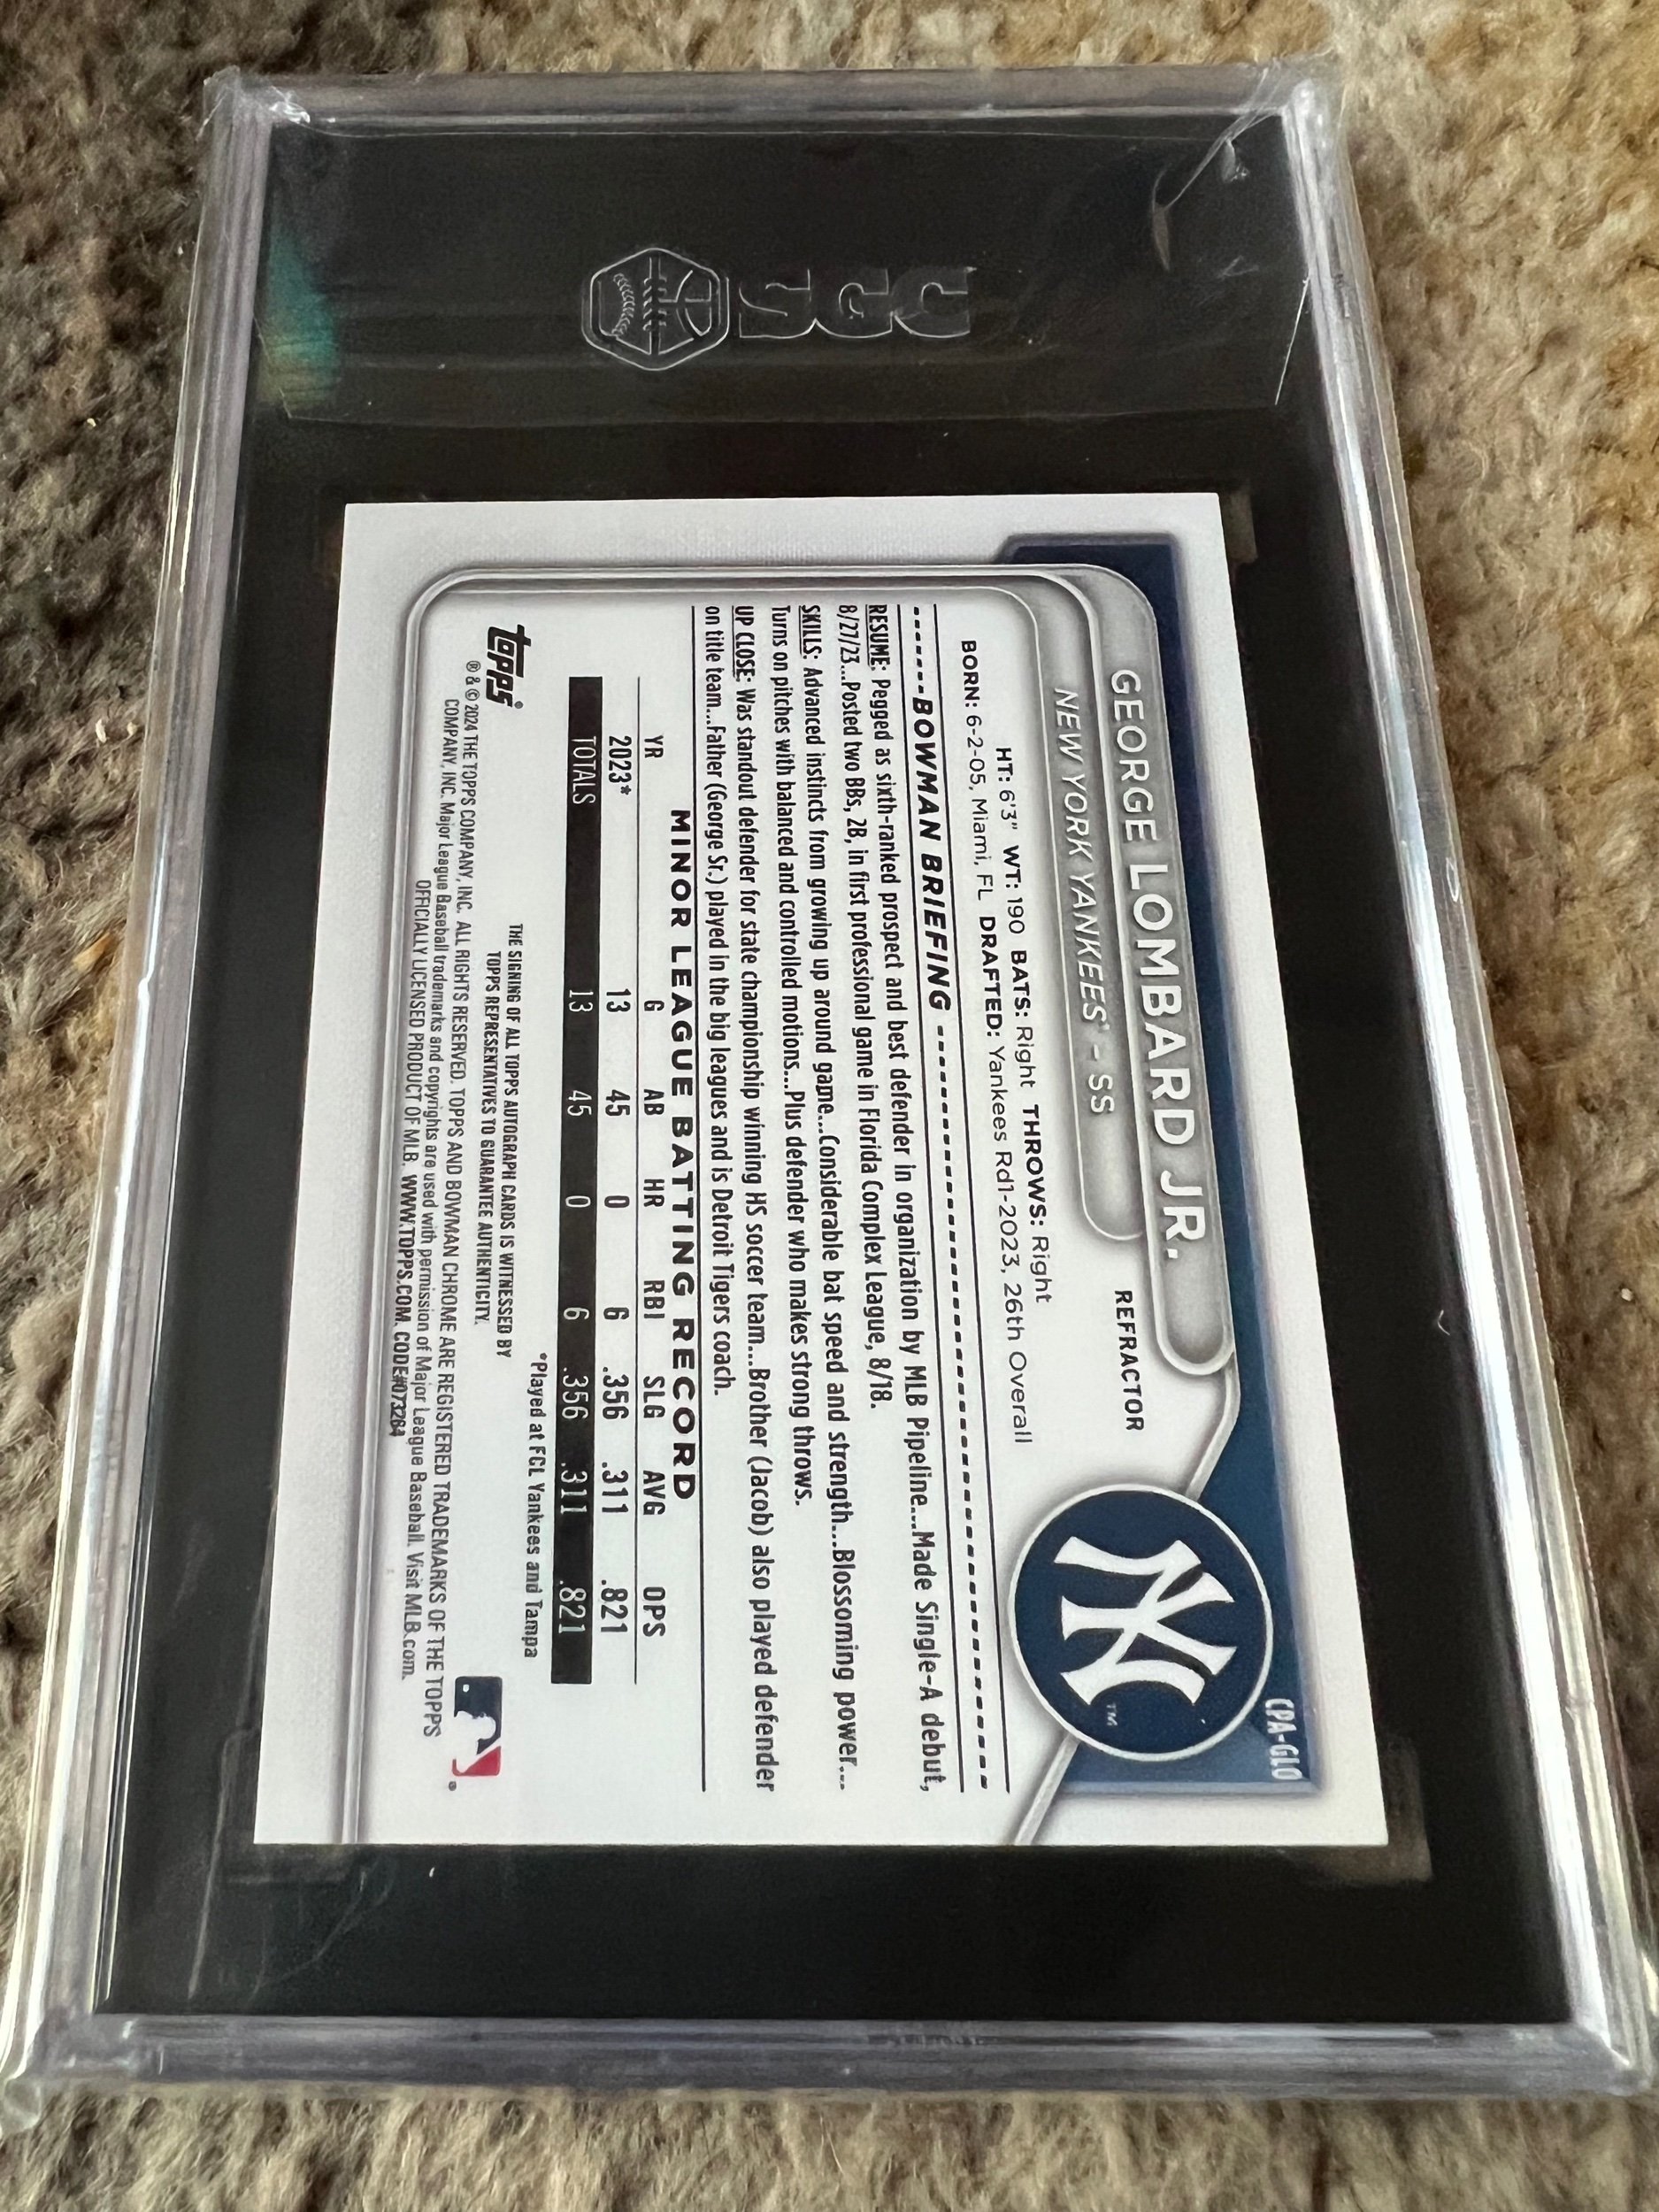 SGC
CPA-GLO
GEORGE LOMBARD JR.
NEW YORK YANKEES® - SS
REFRACTOR
NY
TM
HT: 6'3" WT: 190 BATS: Right THROWS: Right
BORN: 6-2-05, Miami, FL DRAFTED: Yankees Rd1-2023, 26th Overall
BOWMAN BRIEFING
RESUME: Pegged as sixth-ranked prospect and best defender in organization by MLB Pipeline...Made Single-A debut,
8/27/23...Posted two BBs, 2B, in first professional game in Florida Complex League, 8/18.
SKILLS: Advanced instincts from growing up around game...Considerable bat speed and strength...Blossoming power...
Turns on pitches with balanced and controlled motions...Plus defender who makes strong throws.
UP CLOSE: Was standout defender for state championship winning HS soccer team...Brother (Jacob) also played defender
on title team...Father (George Sr.) played in the big leagues and is Detroit Tigers coach.
MINOR LEAGUE BATTING RECORD
YR G AB HR RBI SLG AVG OPS
2023* 13 45 0 6 .356 .311 .821
TOTALS 13 45 0 6 .356 .311 .821
*Played at FCL Yankees and Tampa
THE SIGNING OF ALL TOPPS AUTOGRAPH CARDS IS WITNESSED BY
TOPPS REPRESENTATIVES TO GUARANTEE AUTHENTICITY.
topps®
® & © 2024 THE TOPPS COMPANY, INC. ALL RIGHTS RESERVED. TOPPS AND BOWMAN CHROME ARE REGISTERED TRADEMARKS OF THE TOPPS
COMPANY, INC. Major League Baseball trademarks and copyrights are used with permission of Major League Baseball. Visit MLB.com.
OFFICIALLY LICENSED PRODUCT OF MLB. WWW.TOPPS.COM. CODE#073264
®